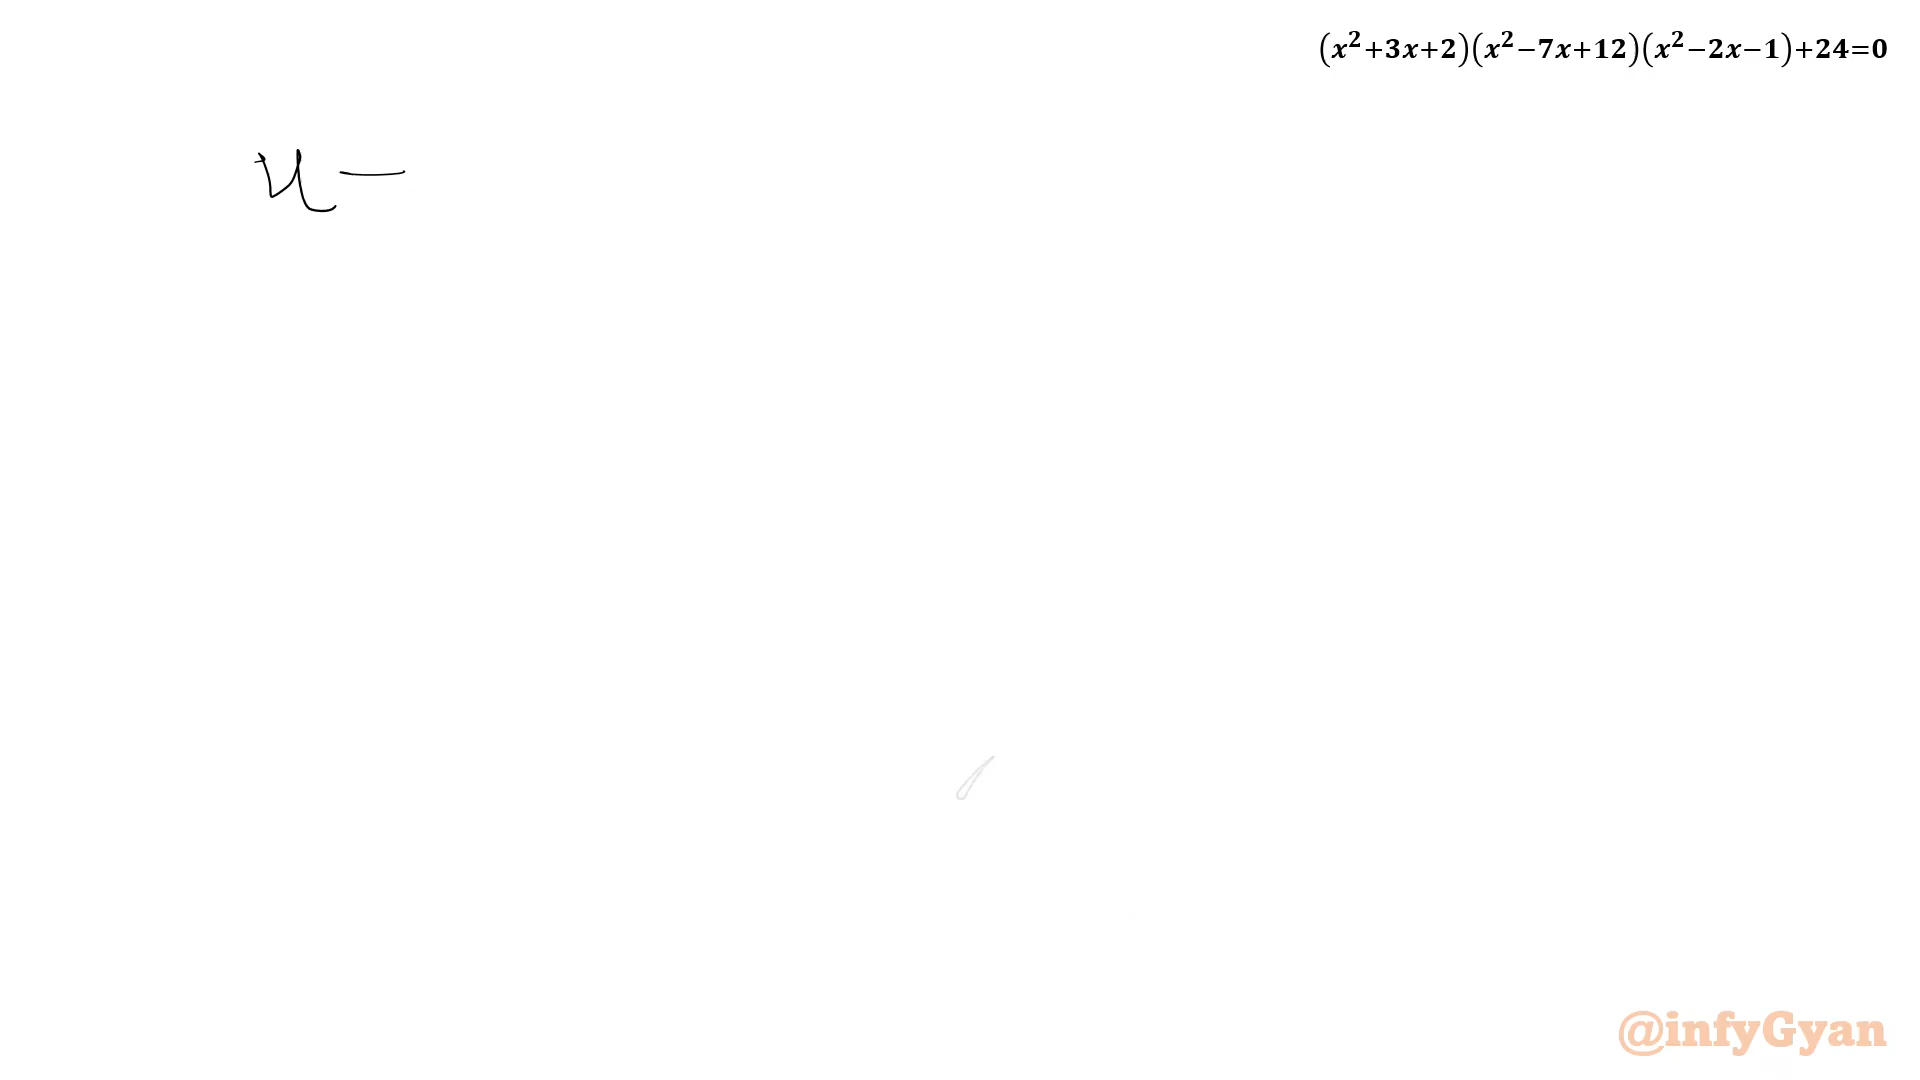 (x²+3x+2)(x²−7x+12)(x²−2x−1)+24=0
u −
@infyGyan